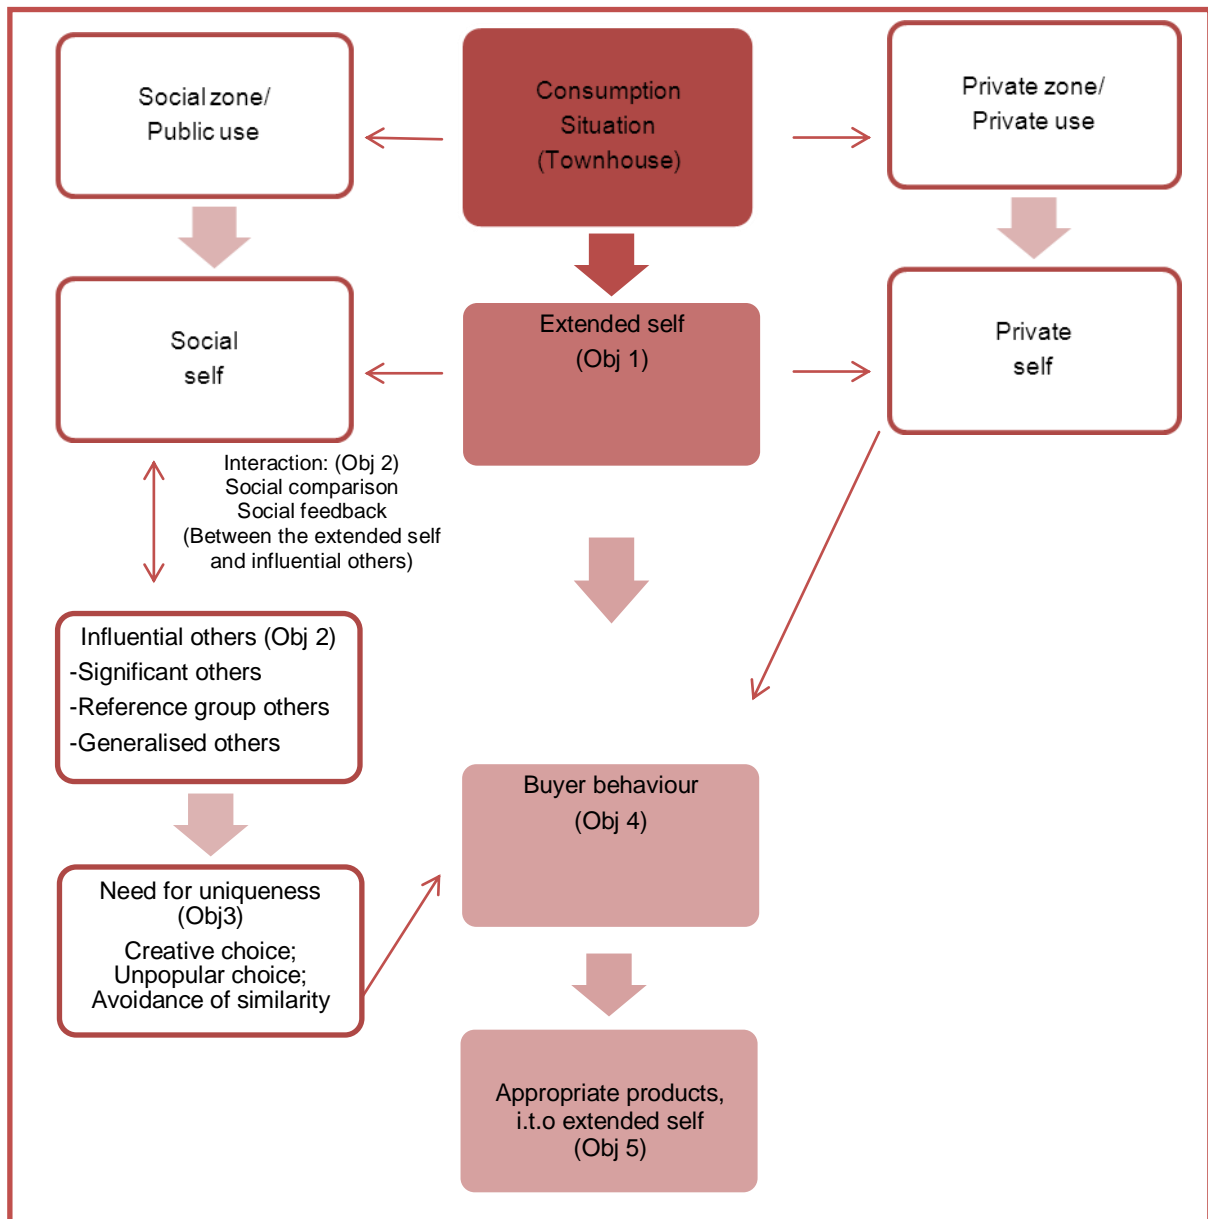 Social zone/
Public use
Consumption
Situation
(Townhouse)
Private zone/
Private use
Social
self
Extended self
(Obj 1)
Private
self
Interaction: (Obj 2)
Social comparison
Social feedback
(Between the extended self
and influential others)
Influential others (Obj 2)
-Significant others
-Reference group others
-Generalised others
Buyer behaviour
(Obj 4)
Need for uniqueness
(Obj3)
Creative choice;
Unpopular choice;
Avoidance of similarity
Appropriate products,
i.t.o extended self
(Obj 5)